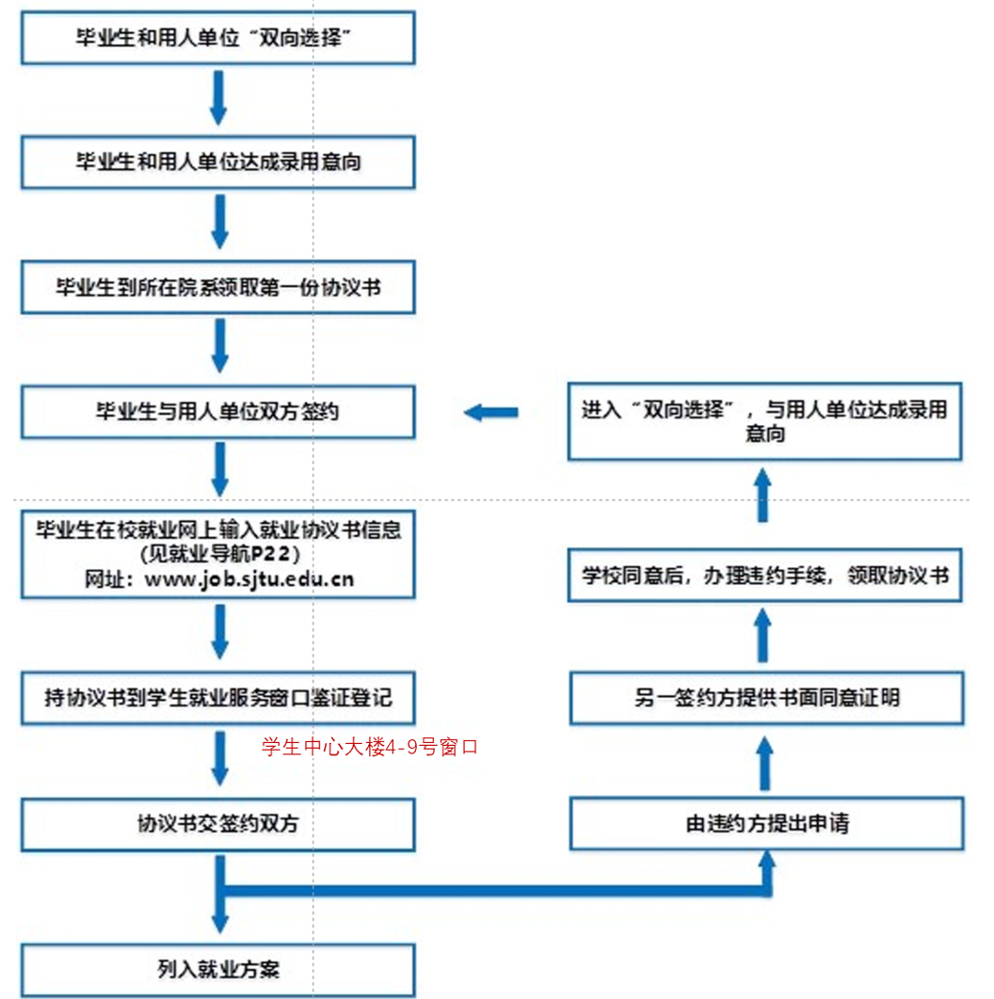 毕业生和用人单位“双向选择”
毕业生和用人单位达成录用意向
毕业生到所在院系领取第一份协议书
毕业生与用人单位双方签约
毕业生在校就业网上输入就业协议书信息
(见就业导航P22)
网址：www.job.sjtu.edu.cn
持协议书到学生就业服务窗口鉴证登记
学生中心大楼4-9号窗口
协议书交签约双方
列入就业方案
由违约方提出申请
另一签约方提供书面同意证明
学校同意后，办理违约手续，领取协议书
进入“双向选择”，与用人单位达成录用
意向